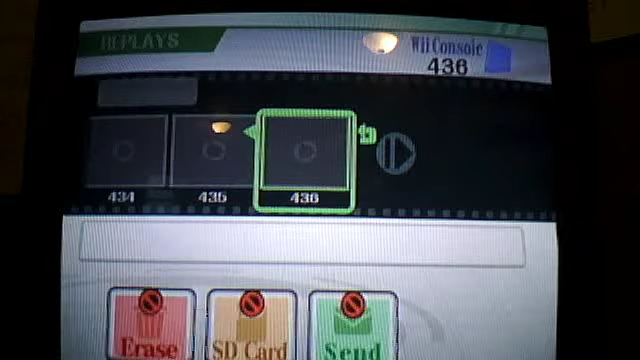 REPLAYS
Wii Console
436
434 435 436
Erase SD Card Send